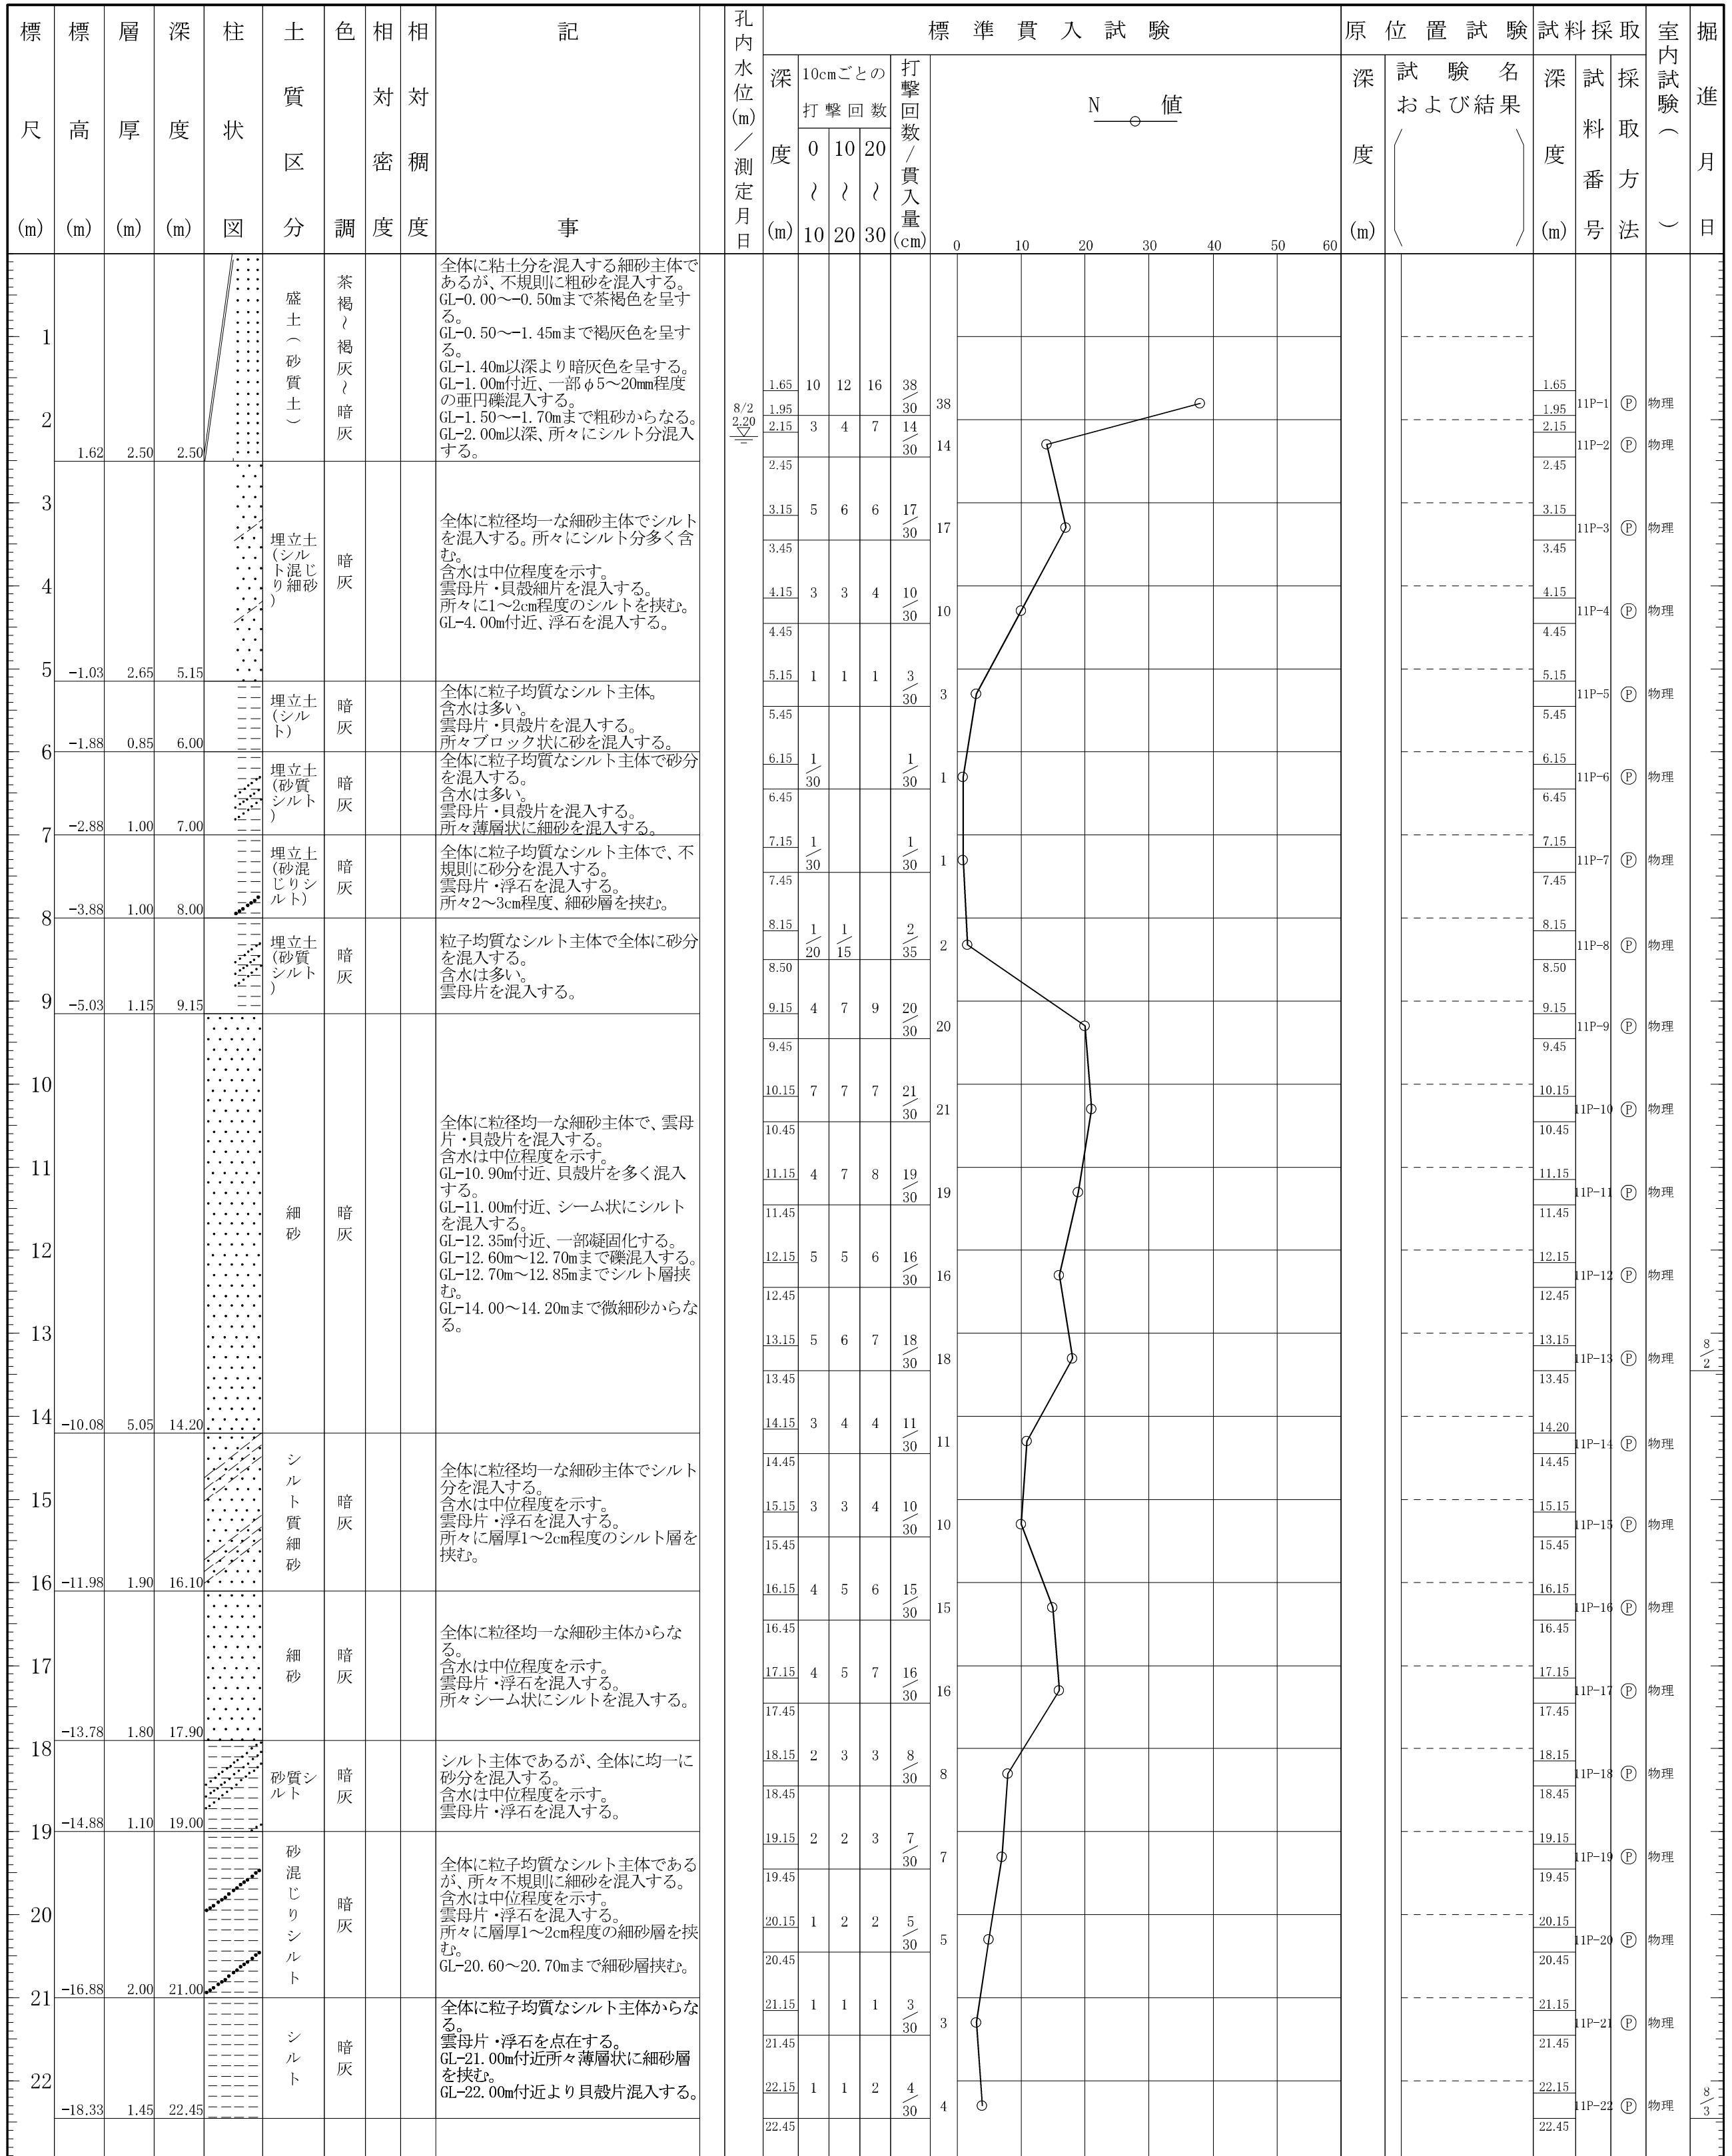 標尺(m)
標高(m)
層厚(m)
深度(m)
柱状図
土質区分
色調
相対密度
相対稠度
記事
孔内水位(m)／測定月日
標準貫入試験
深度(m)
10cmごとの
打撃回数
0〜10
10〜20
20〜30
打撃回数/貫入量(cm)
N 値
0 10 20 30 40 50 60
原位置試験
深度(m)
試験名
および結果
試料採取
深度(m)
試料番号
採取方法
室内試験（ ）
掘進月日
1
2
1.62 2.50 2.50
盛土（砂質土）
茶褐〜褐灰〜暗灰
全体に粘土分を混入する細砂主体で
あるが、不規則に粗砂を混入する。
GL-0.00〜-0.50mまで茶褐色を呈す
る。
GL-0.50〜-1.45mまで褐灰色を呈す
る。
GL-1.40m以深より暗灰色を呈する。
GL-1.00m付近、一部φ5〜20mm程度
の亜円礫混入する。
GL-1.50〜-1.70mまで粗砂からなる。
GL-2.00m以深、所々にシルト分混入
する。
8/2
2.20
1.65 10 12 16 38/30 38 1.65
1.95 1.95 11P-1 Ⓟ 物理
2.15 3 4 7 14/30 14 2.15
2.45 2.45 11P-2 Ⓟ 物理
3
4
5
-1.03 2.65 5.15
埋立土
(シル
ト混じ
り細砂
)
暗灰
全体に粒径均一な細砂主体でシルト
を混入する。所々にシルト分多く含
む。
含水は中位程度を示す。
雲母片・貝殻細片を混入する。
所々に1〜2cm程度のシルトを挟む。
GL-4.00m付近、浮石を混入する。
3.15 5 6 6 17/30 17 3.15
3.45 3.45 11P-3 Ⓟ 物理
4.15 3 3 4 10/30 10 4.15
4.45 4.45 11P-4 Ⓟ 物理
5.15 1 1 1 3/30 3 5.15
5.45 5.45 11P-5 Ⓟ 物理
6
-1.88 0.85 6.00
埋立土
(シル
ト)
暗灰
全体に粒子均質なシルト主体。
含水は多い。
雲母片・貝殻片を混入する。
所々ブロック状に砂を混入する。
7
-2.88 1.00 7.00
埋立土
(砂質
シルト
)
暗灰
全体に粒子均質なシルト主体で砂分
を混入する。
含水は多い。
雲母片・貝殻片を混入する。
所々薄層状に細砂を混入する。
6.15 1/30 1/30 1 6.15
6.45 6.45 11P-6 Ⓟ 物理
8
-3.88 1.00 8.00
埋立土
(砂混
じりシ
ルト)
暗灰
全体に粒子均質なシルト主体で、不
規則に砂分を混入する。
雲母片・浮石を混入する。
所々2〜3cm程度、細砂層を挟む。
7.15 1/30 1/30 1 7.15
7.45 7.45 11P-7 Ⓟ 物理
9
-5.03 1.15 9.15
埋立土
(砂質
シルト
)
暗灰
粒子均質なシルト主体で全体に砂分
を混入する。
含水は多い。
雲母片を混入する。
8.15 1/20 1/15 2/35 2 8.15
8.50 8.50 11P-8 Ⓟ 物理
9.15 4 7 9 20/30 20 9.15
9.45 9.45 11P-9 Ⓟ 物理
10
11
12
13
14
-10.08 5.05 14.20
細砂
暗灰
全体に粒径均一な細砂主体で、雲母
片・貝殻片を混入する。
含水は中位程度を示す。
GL-10.90m付近、貝殻片を多く混入
する。
GL-11.00m付近、シーム状にシルト
を混入する。
GL-12.35m付近、一部凝固化する。
GL-12.60m〜12.70mまで礫混入する。
GL-12.70m〜12.85mまでシルト層挟
む。
GL-14.00〜14.20mまで微細砂からな
る。
10.15 7 7 7 21/30 21 10.15
10.45 10.45 11P-10 Ⓟ 物理
11.15 4 7 8 19/30 19 11.15
11.45 11.45 11P-11 Ⓟ 物理
12.15 5 5 6 16/30 16 12.15
12.45 12.45 11P-12 Ⓟ 物理
13.15 5 6 7 18/30 18 13.15
13.45 13.45 11P-13 Ⓟ 物理
8/2
14.15 3 4 4 11/30 11 14.20
14.45 14.45 11P-14 Ⓟ 物理
15
16
-11.98 1.90 16.10
シルト質細砂
暗灰
全体に粒径均一な細砂主体でシルト
分を混入する。
含水は中位程度を示す。
雲母片・浮石を混入する。
所々に層厚1〜2cm程度のシルト層を
挟む。
15.15 3 3 4 10/30 10 15.15
15.45 15.45 11P-15 Ⓟ 物理
16.15 4 5 6 15/30 15 16.15
16.45 16.45 11P-16 Ⓟ 物理
17
-13.78 1.80 17.90
細砂
暗灰
全体に粒径均一な細砂主体からな
る。
含水は中位程度を示す。
雲母片・浮石を混入する。
所々シーム状にシルトを混入する。
17.15 4 5 7 16/30 16 17.15
17.45 17.45 11P-17 Ⓟ 物理
18
19
-14.88 1.10 19.00
砂質シ
ルト
暗灰
シルト主体であるが、全体に均一に
砂分を混入する。
含水は中位程度を示す。
雲母片・浮石を混入する。
18.15 2 3 3 8/30 8 18.15
18.45 18.45 11P-18 Ⓟ 物理
20
21
-16.88 2.00 21.00
砂混じりシルト
暗灰
全体に粒子均質なシルト主体である
が、所々不規則に細砂を混入する。
含水は中位程度を示す。
雲母片・浮石を混入する。
所々に層厚1〜2cm程度の細砂層を挟
む。
GL-20.60〜20.70mまで細砂層挟む。
19.15 2 2 3 7/30 7 19.15
19.45 19.45 11P-19 Ⓟ 物理
20.15 1 2 2 5/30 5 20.15
20.45 20.45 11P-20 Ⓟ 物理
22
-18.33 1.45 22.45
シルト
暗灰
全体に粒子均質なシルト主体からな
る。
雲母片・浮石を点在する。
GL-21.00m付近所々薄層状に細砂層
を挟む。
GL-22.00m付近より貝殻片混入する。
21.15 1 1 1 3/30 3 21.15
21.45 21.45 11P-21 Ⓟ 物理
22.15 1 1 2 4/30 4 22.15
22.45 22.45 11P-22 Ⓟ 物理
8/3